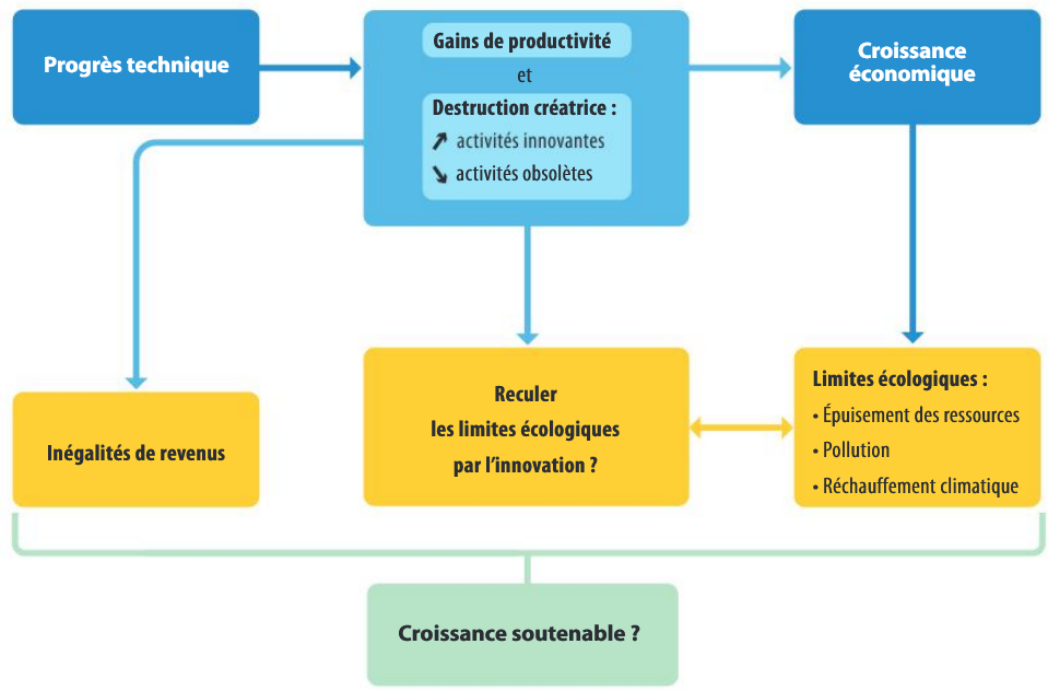 Progrès technique
Gains de productivité
et
Destruction créatrice :
activités innovantes
activités obsolètes
Croissance
économique
Inégalités de revenus
Reculer
les limites écologiques
par l'innovation ?
Limites écologiques :
• Épuisement des ressources
• Pollution
• Réchauffement climatique
Croissance soutenable ?